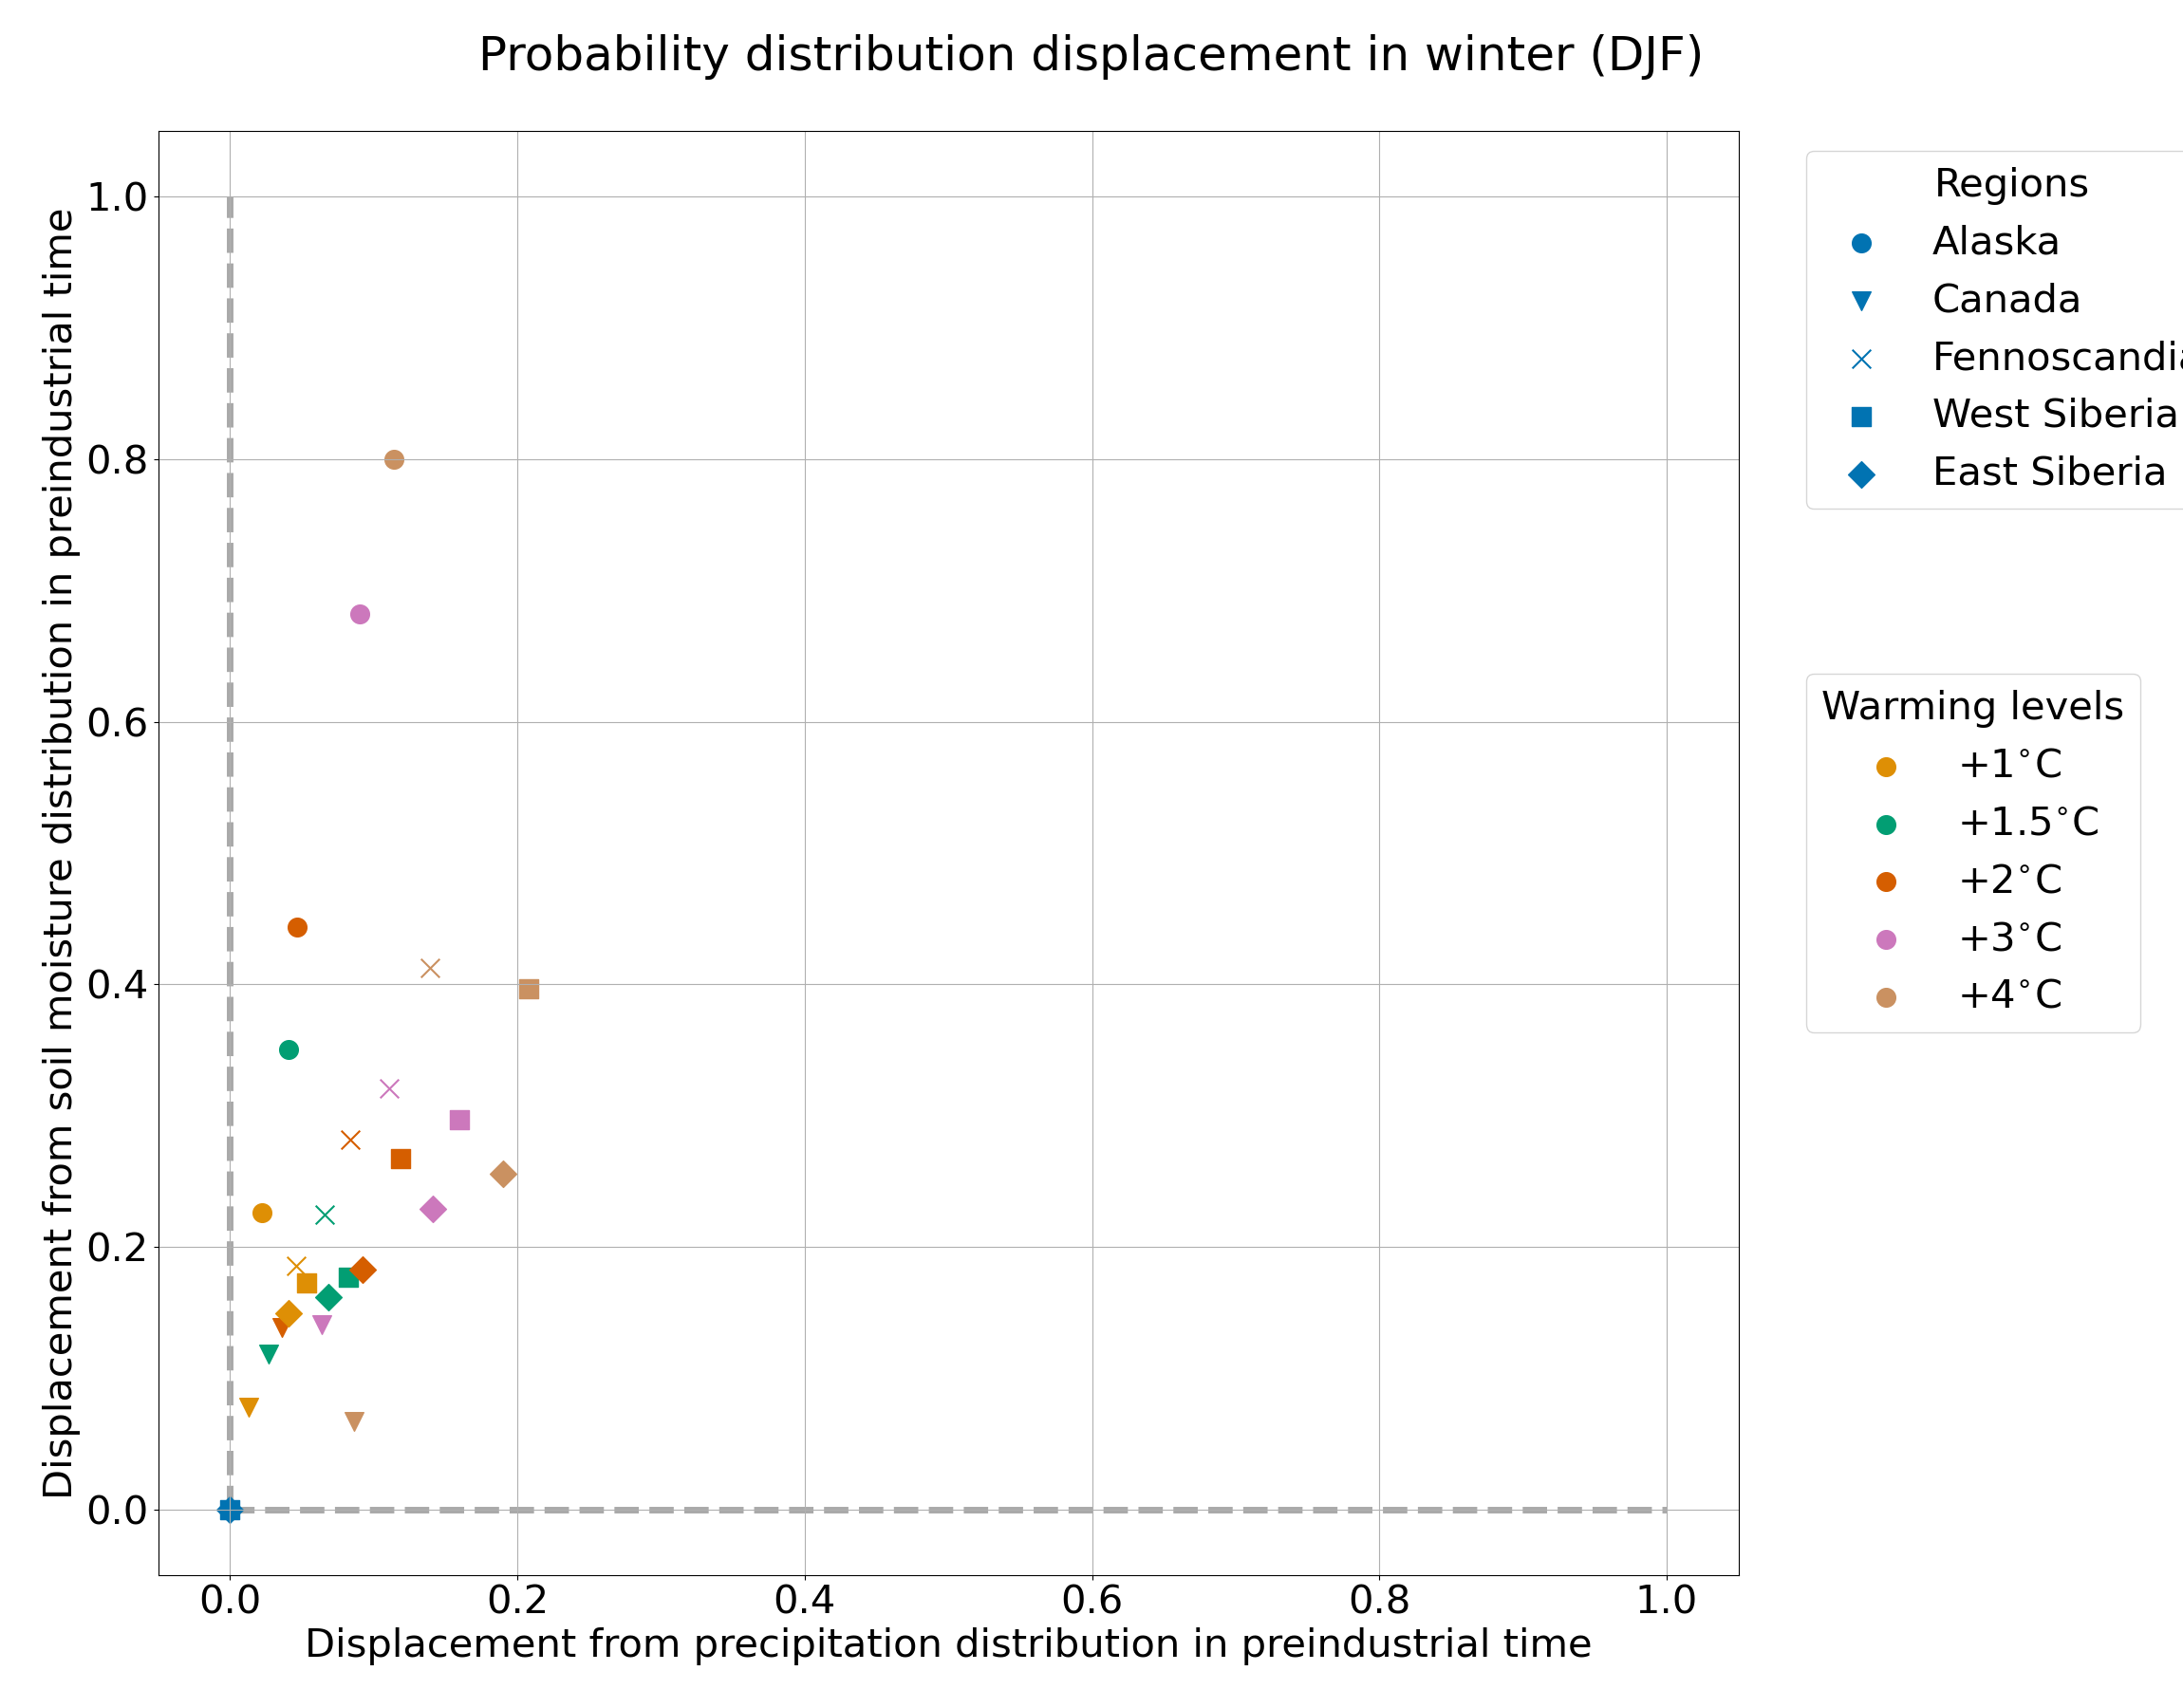 Probability distribution displacement in winter (DJF)
Displacement from soil moisture distribution in preindustrial time
1.0
0.8
0.6
0.4
0.2
0.0
0.0 0.2 0.4 0.6 0.8 1.0
Displacement from precipitation distribution in preindustrial time
Regions
Alaska
Canada
Fennoscandia
West Siberia
East Siberia
Warming levels
+1°C
+1.5°C
+2°C
+3°C
+4°C